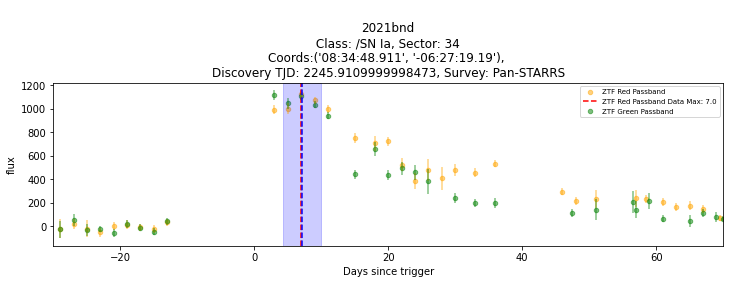 2021bnd
Class: /SN Ia, Sector: 34
Coords:('08:34:48.911', '-06:27:19.19'),
Discovery TJD: 2245.9109999998473, Survey: Pan-STARRS
1200
1000
800
600
400
200
0
flux
ZTF Red Passband
ZTF Red Passband Data Max: 7.0
ZTF Green Passband
−20
0
20
40
60
Days since trigger